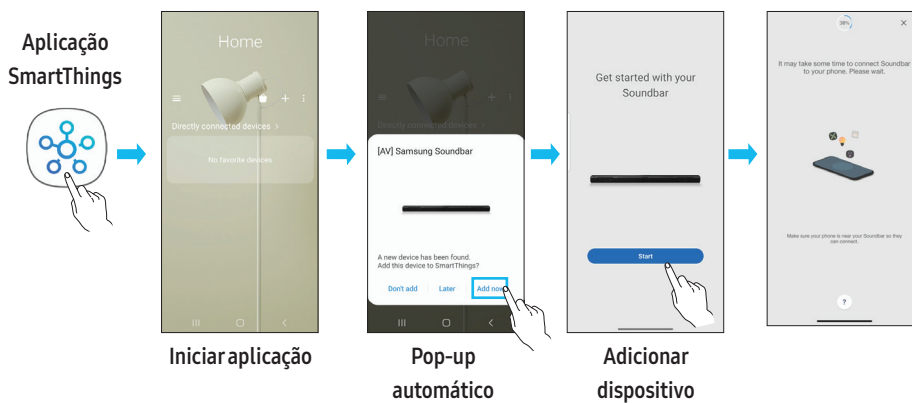 Aplicação
SmartThings
Home
Directly connected devices >
No favorite devices
Iniciar aplicação
Home
Directly connected devices >
[AV] Samsung Soundbar
A new device has been found.
Add this device to SmartThings?
Don't add
Later
Add now
Pop-up
automático
Get started with your
Soundbar
Start
Adicionar
dispositivo
38%
It may take some time to connect Soundbar
to your phone. Please wait.
Make sure your phone is near your Soundbar so they
can connect.
?